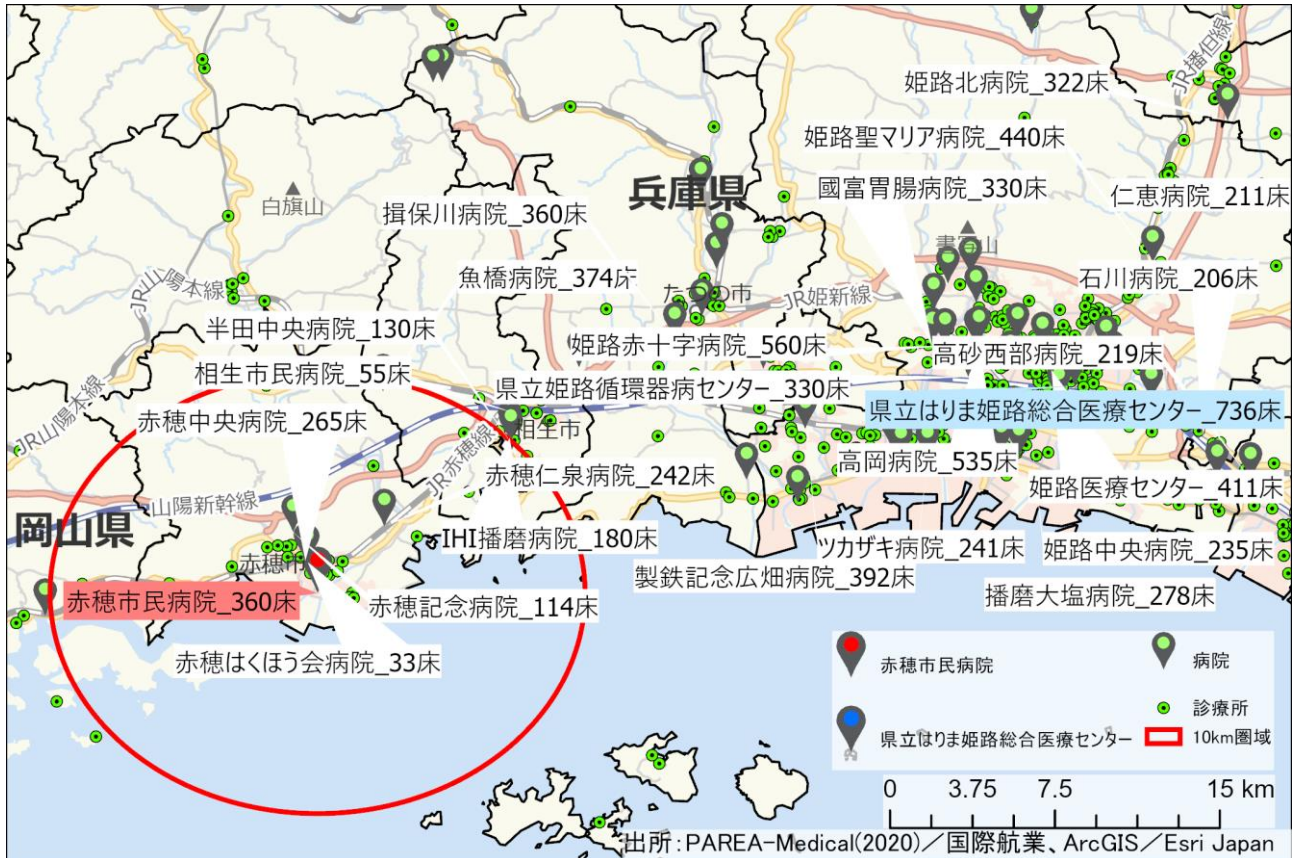 姫路北病院_322床
JR播但線
姫路聖マリア病院_440床
兵庫県
國富胃腸病院_330床
仁恵病院_211床
白旗山
揖保川病院_360床
書写山
石川病院_206床
魚橋病院_374床
たつの市
JR姫新線
JR山陽本線
半田中央病院_130床
姫路赤十字病院_560床
高砂西部病院_219床
相生市民病院_55床
県立姫路循環器病センター_330床
県立はりま姫路総合医療センター_736床
JR山陽本線
赤穂中央病院_265床
相生市
JR赤穂線
赤穂仁泉病院_242床
高岡病院_535床
姫路医療センター_411床
山陽新幹線
岡山県
IHI播磨病院_180床
ツカザキ病院_241床
姫路中央病院_235床
赤穂市
製鉄記念広畑病院_392床
赤穂市民病院_360床
赤穂記念病院_114床
播磨大塩病院_278床
赤穂はくほう会病院_33床
赤穂市民病院
病院
診療所
県立はりま姫路総合医療センター
10km圏域
0 3.75 7.5 15 km
出所:PAREA-Medical(2020)/国際航業、ArcGIS/Esri Japan